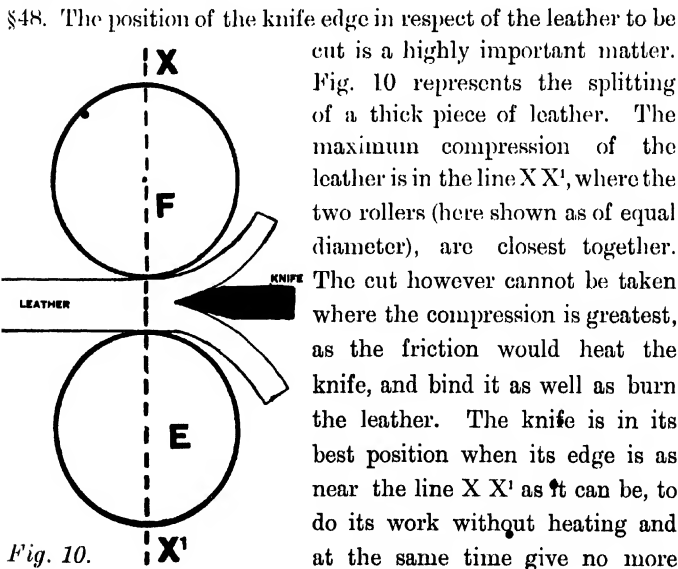 §48. The position of the knife edge in respect of the leather to be
cut is a highly important matter.
Fig. 10 represents the splitting
of a thick piece of leather. The
maximum compression of the
leather is in the line X X¹, where the
two rollers (here shown as of equal
diameter), are closest together.
The cut however cannot be taken
where the compression is greatest,
as the friction would heat the
knife, and bind it as well as burn
the leather. The knife is in its
best position when its edge is as
near the line X X¹ as it can be, to
do its work without heating and
at the same time give no more
X
F
KNIFE
LEATHER
E
X¹
Fig. 10.